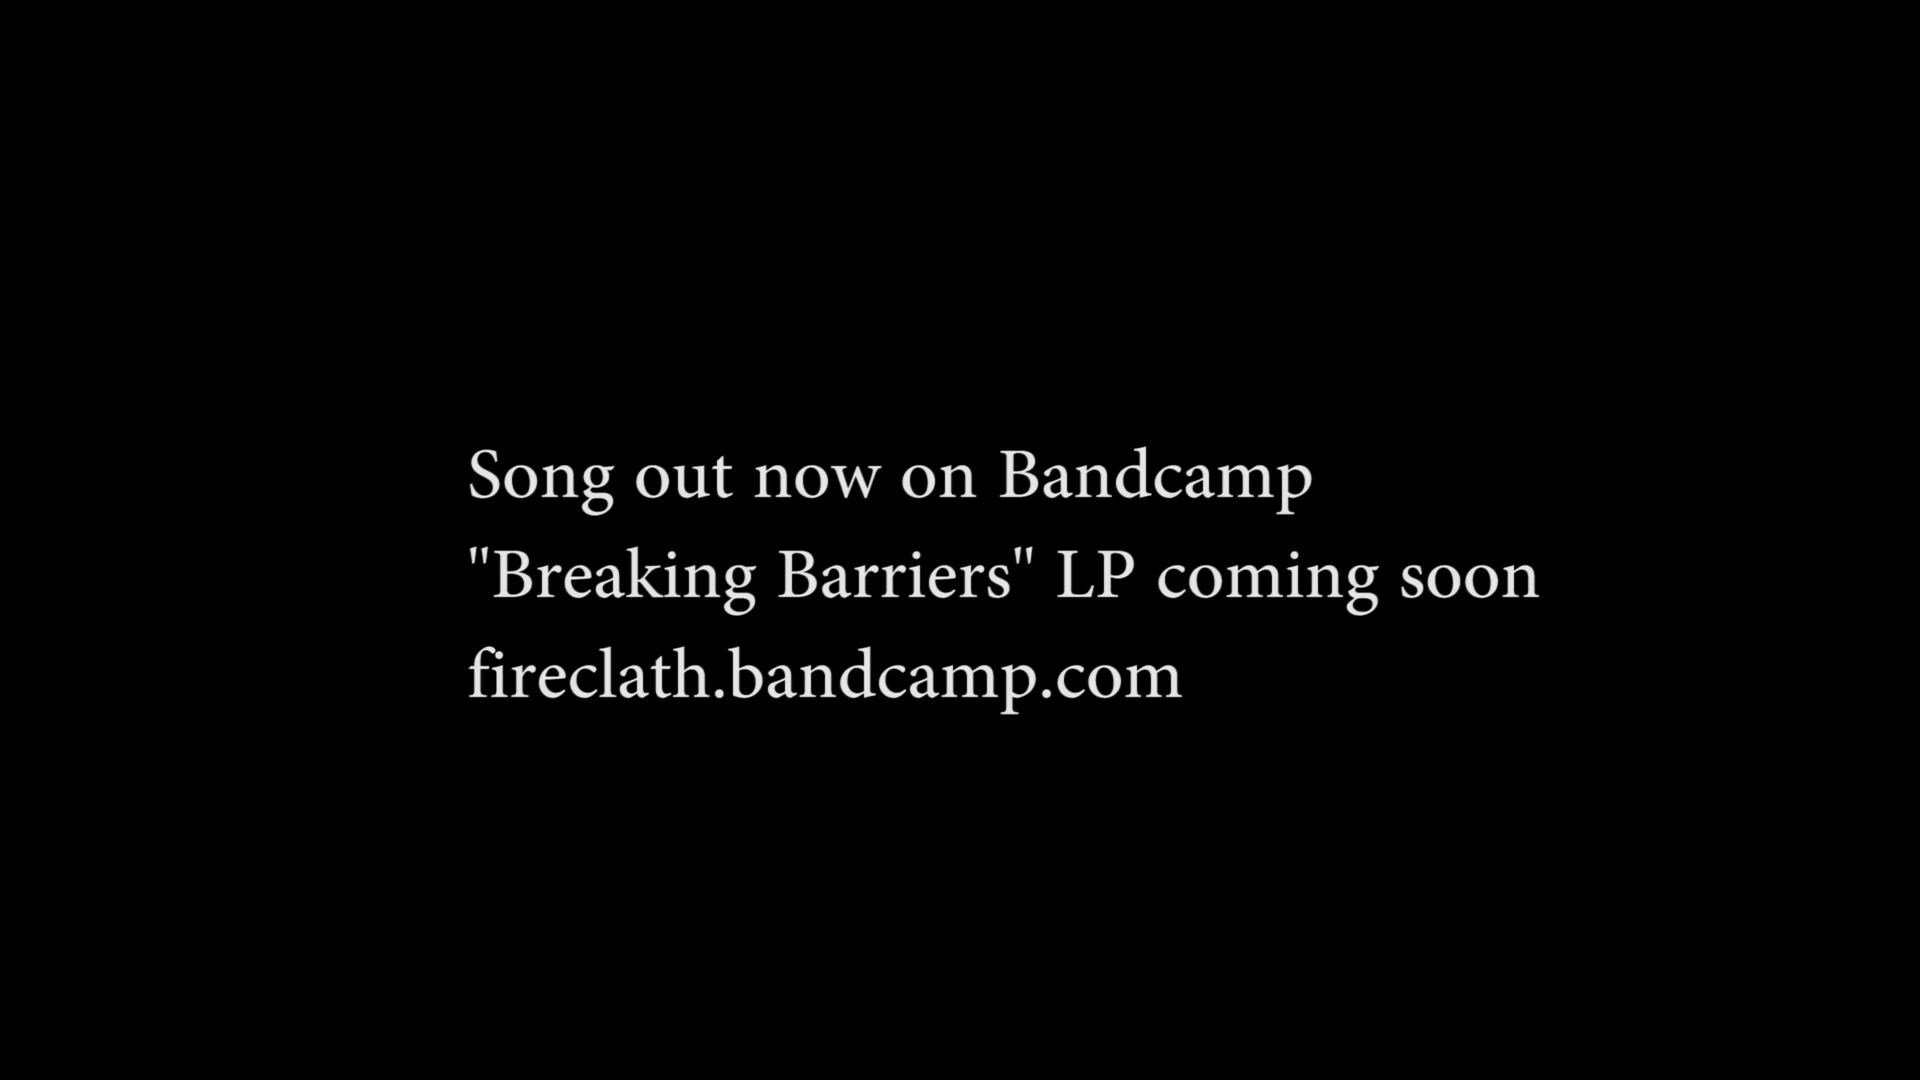 Song out now on Bandcamp
"Breaking Barriers" LP coming soon
fireclath.bandcamp.com